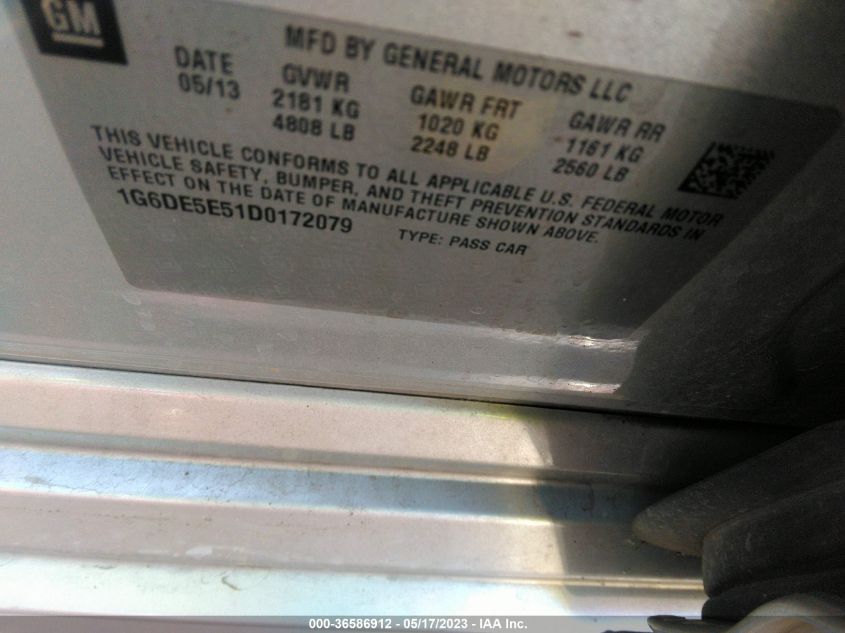 GM
MFD BY GENERAL MOTORS LLC
DATE GVWR GAWR FRT GAWR RR
05/13 2181 KG 1020 KG 1161 KG
4808 LB 2248 LB 2560 LB
THIS VEHICLE CONFORMS TO ALL APPLICABLE U.S. FEDERAL MOTOR
VEHICLE SAFETY, BUMPER, AND THEFT PREVENTION STANDARDS IN
EFFECT ON THE DATE OF MANUFACTURE SHOWN ABOVE.
1G6DE5E51D0172079 TYPE: PASS CAR
000-36586912 - 05/17/2023 - IAA Inc.